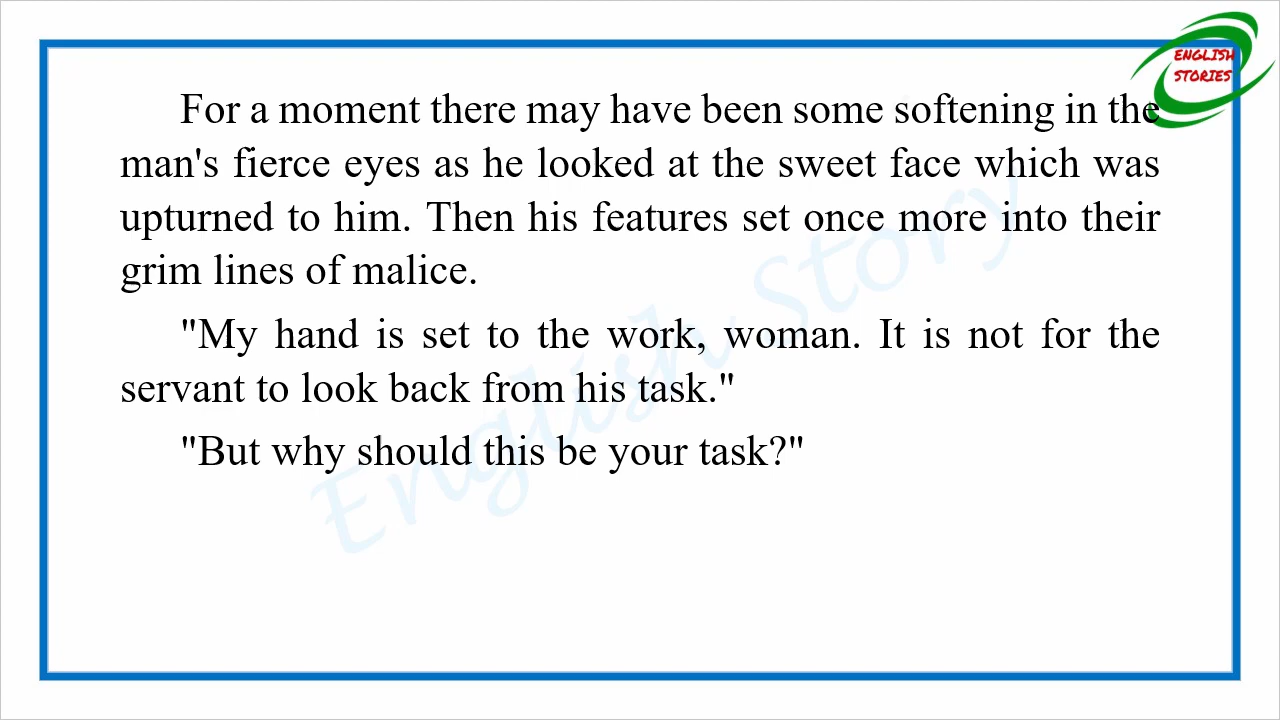 ENGLISH
STORIES
For a moment there may have been some softening in the
man's fierce eyes as he looked at the sweet face which was
upturned to him. Then his features set once more into their
grim lines of malice.
"My hand is set to the work, woman. It is not for the
servant to look back from his task."
"But why should this be your task?"
English Story